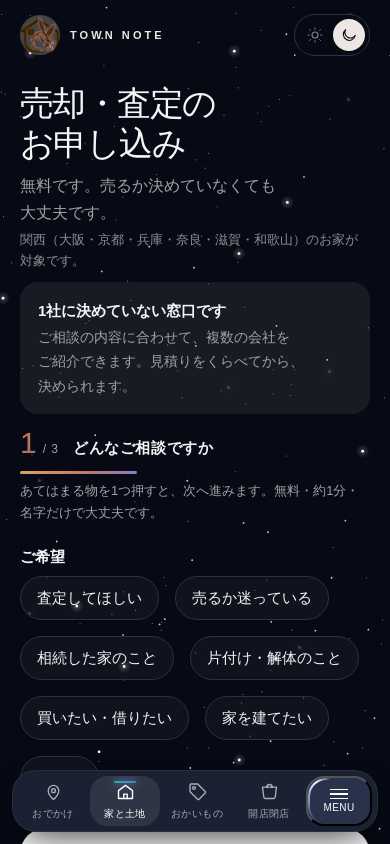 TOWN NOTE
売却・査定の
お申し込み
無料です。売るか決めていなくても
大丈夫です。
関西（大阪・京都・兵庫・奈良・滋賀・和歌山）のお家が
対象です。
1社に決めていない窓口です
ご相談の内容に合わせて、複数の会社を
ご紹介できます。見積りをくらべてから、
決められます。
1 / 3 どんなご相談ですか
あてはまる物を1つ押すと、次へ進みます。無料・約1分・
名字だけで大丈夫です。
ご希望
査定してほしい 売るか迷っている
相続した家のこと 片付け・解体のこと
買いたい・借りたい 家を建てたい
おでかけ 家と土地 おかいもの 開店閉店 MENU